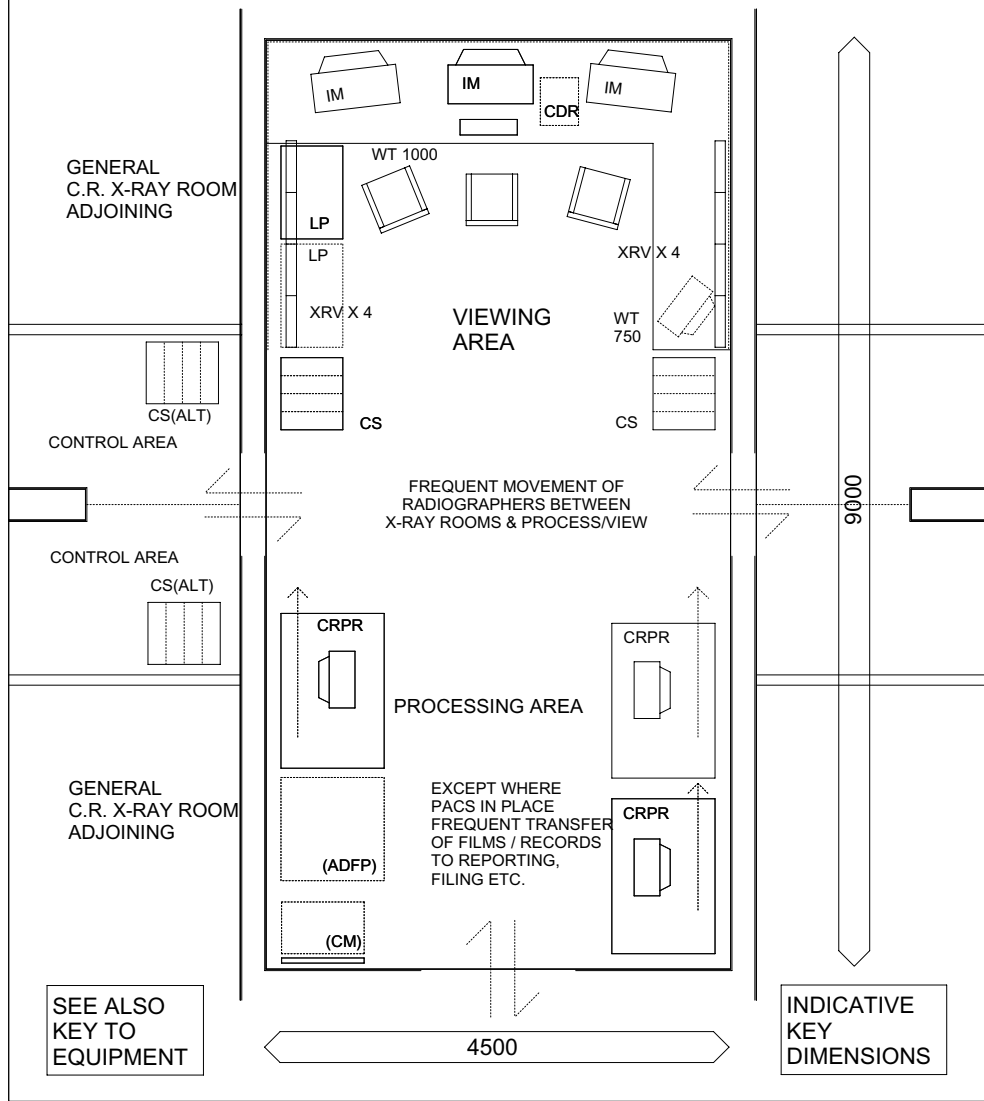 IM
IM
IM
CDR
GENERAL
C.R. X-RAY ROOM
ADJOINING
WT 1000
LP
LP
XRV X 4
XRV X 4
VIEWING
AREA
WT
750
CS(ALT)
CS
CS
CONTROL AREA
FREQUENT MOVEMENT OF
RADIOGRAPHERS BETWEEN
X-RAY ROOMS & PROCESS/VIEW
9000
CONTROL AREA
CS(ALT)
CRPR
CRPR
PROCESSING AREA
GENERAL
C.R. X-RAY ROOM
ADJOINING
EXCEPT WHERE
PACS IN PLACE
FREQUENT TRANSFER
OF FILMS / RECORDS
TO REPORTING,
FILING ETC.
CRPR
(ADFP)
(CM)
SEE ALSO
KEY TO
EQUIPMENT
4500
INDICATIVE
KEY
DIMENSIONS